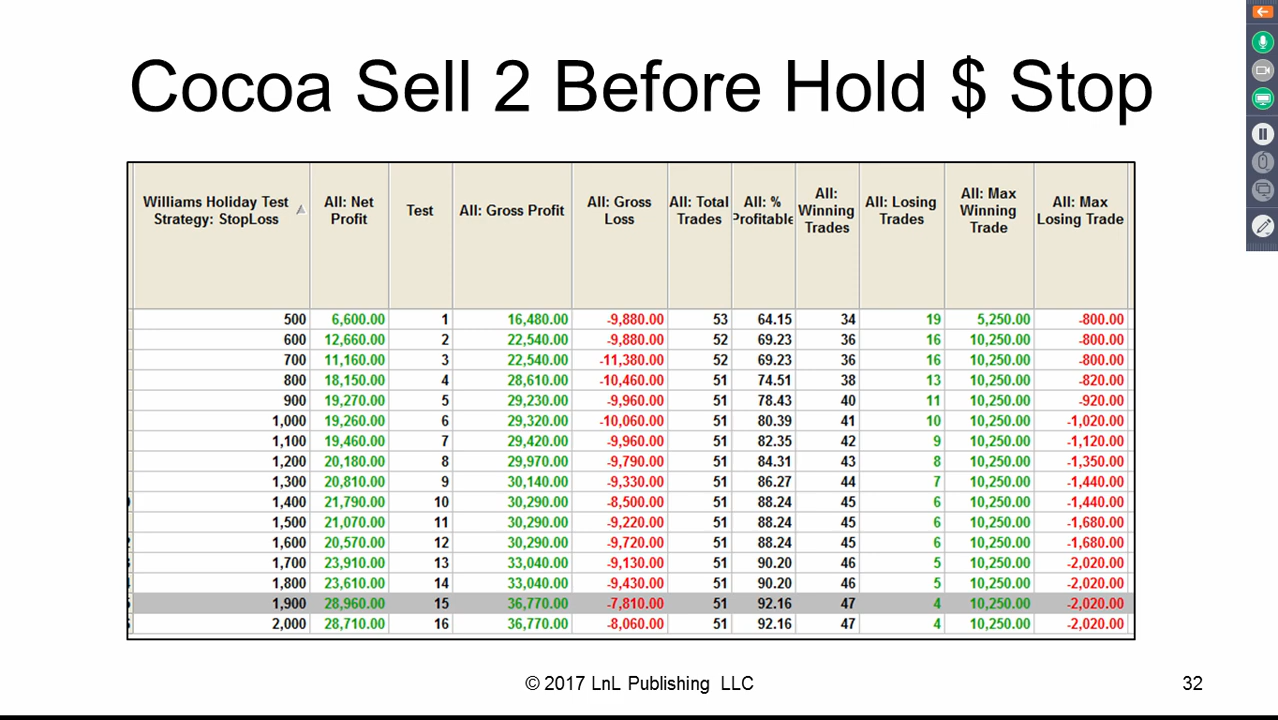 Cocoa Sell 2 Before Hold $ Stop
Williams Holiday Test Strategy: StopLoss All: Net Profit Test All: Gross Profit All: Gross Loss All: Total Trades All: % Profitable All: Winning Trades All: Losing Trades All: Max Winning Trade All: Max Losing Trade
500 6,600.00 1 16,480.00 -9,880.00 53 64.15 34 19 5,250.00 -800.00
600 12,660.00 2 22,540.00 -9,880.00 52 69.23 36 16 10,250.00 -800.00
700 11,160.00 3 22,540.00 -11,380.00 52 69.23 36 16 10,250.00 -800.00
800 18,150.00 4 28,610.00 -10,460.00 51 74.51 38 13 10,250.00 -820.00
900 19,270.00 5 29,230.00 -9,960.00 51 78.43 40 11 10,250.00 -920.00
1,000 19,260.00 6 29,320.00 -10,060.00 51 80.39 41 10 10,250.00 -1,020.00
1,100 19,460.00 7 29,420.00 -9,960.00 51 82.35 42 9 10,250.00 -1,120.00
1,200 20,180.00 8 29,970.00 -9,790.00 51 84.31 43 8 10,250.00 -1,350.00
1,300 20,810.00 9 30,140.00 -9,330.00 51 86.27 44 7 10,250.00 -1,440.00
1,400 21,790.00 10 30,290.00 -8,500.00 51 88.24 45 6 10,250.00 -1,440.00
1,500 21,070.00 11 30,290.00 -9,220.00 51 88.24 45 6 10,250.00 -1,680.00
1,600 20,570.00 12 30,290.00 -9,720.00 51 88.24 45 6 10,250.00 -1,680.00
1,700 23,910.00 13 33,040.00 -9,130.00 51 90.20 46 5 10,250.00 -2,020.00
1,800 23,610.00 14 33,040.00 -9,430.00 51 90.20 46 5 10,250.00 -2,020.00
1,900 28,960.00 15 36,770.00 -7,810.00 51 92.16 47 4 10,250.00 -2,020.00
2,000 28,710.00 16 36,770.00 -8,060.00 51 92.16 47 4 10,250.00 -2,020.00
© 2017 LnL Publishing LLC
32